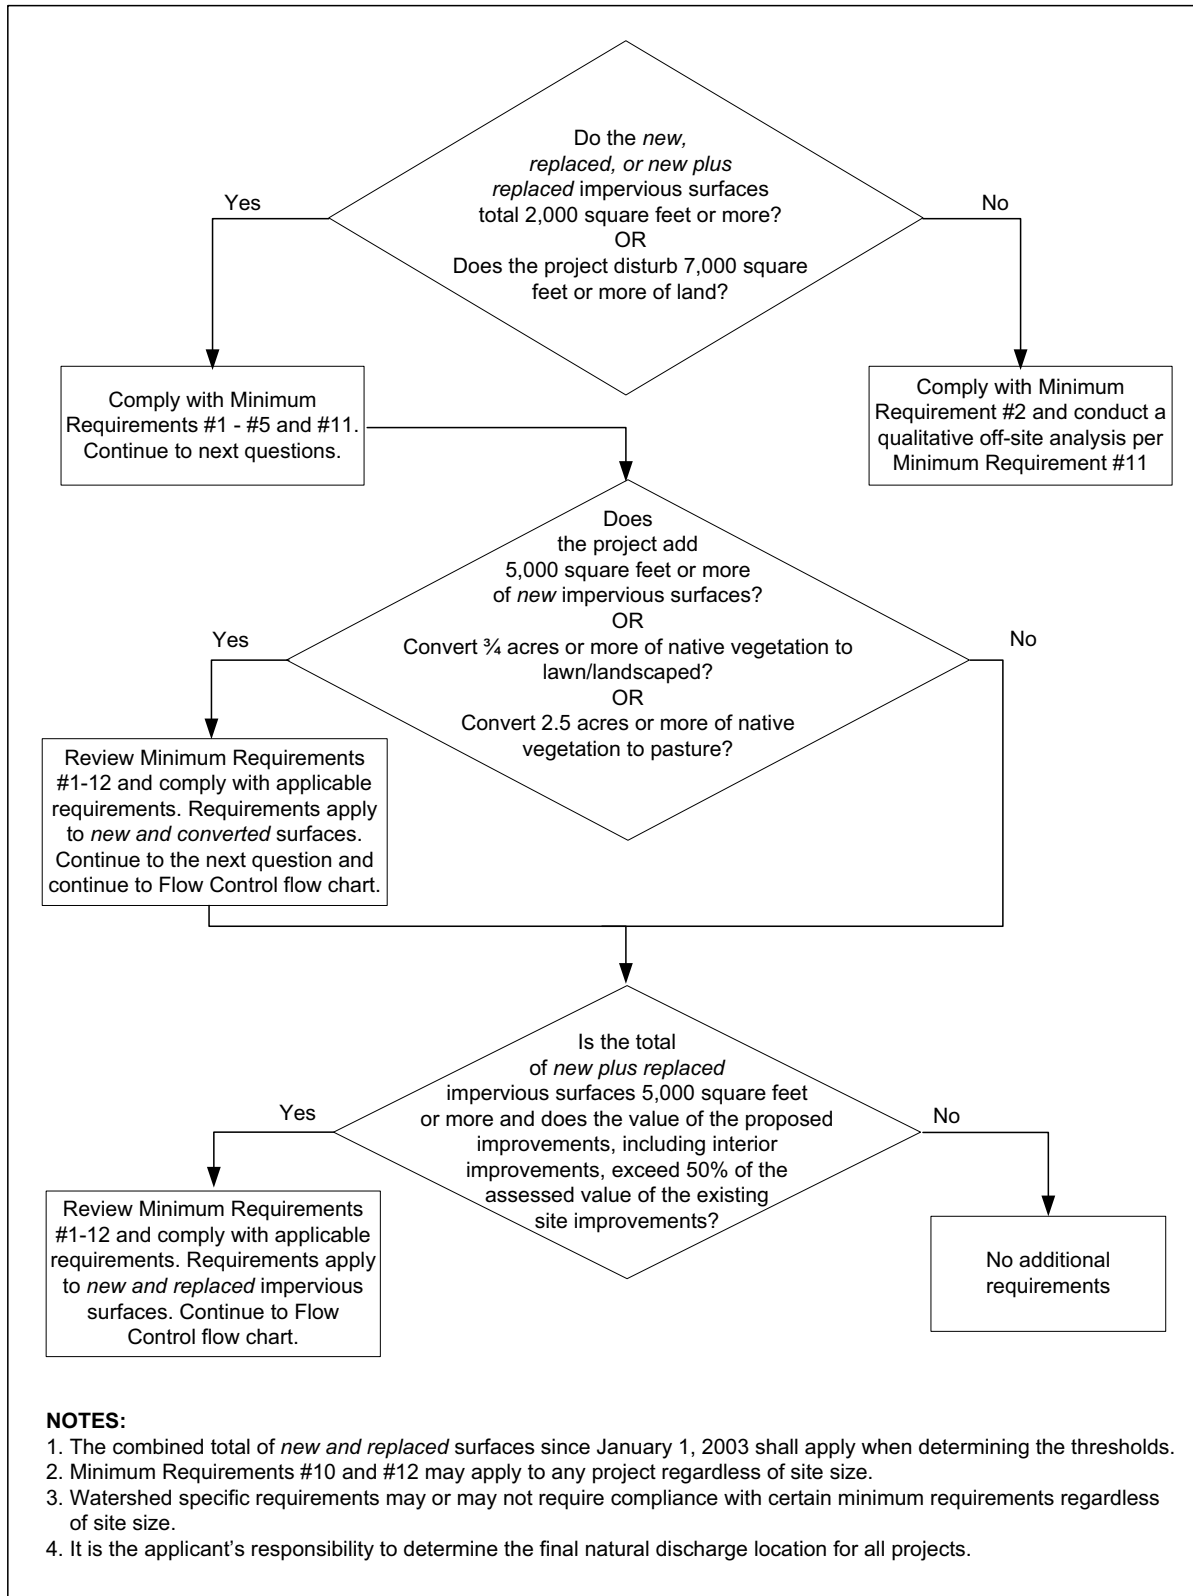 Do the new,
replaced, or new plus
replaced impervious surfaces
total 2,000 square feet or more?
OR
Does the project disturb 7,000 square
feet or more of land?
Yes
No
Comply with Minimum
Requirements #1 - #5 and #11.
Continue to next questions.
Comply with Minimum
Requirement #2 and conduct a
qualitative off-site analysis per
Minimum Requirement #11
Does
the project add
5,000 square feet or more
of new impervious surfaces?
OR
Convert ¾ acres or more of native vegetation to
lawn/landscaped?
OR
Convert 2.5 acres or more of native
vegetation to pasture?
Yes
No
Review Minimum Requirements
#1-12 and comply with applicable
requirements. Requirements apply
to new and converted surfaces.
Continue to the next question and
continue to Flow Control flow chart.
Is the total
of new plus replaced
impervious surfaces 5,000 square feet
or more and does the value of the proposed
improvements, including interior
improvements, exceed 50% of the
assessed value of the existing
site improvements?
Yes
No
Review Minimum Requirements
#1-12 and comply with applicable
requirements. Requirements apply
to new and replaced impervious
surfaces. Continue to Flow
Control flow chart.
No additional
requirements
NOTES:
1. The combined total of new and replaced surfaces since January 1, 2003 shall apply when determining the thresholds.
2. Minimum Requirements #10 and #12 may apply to any project regardless of site size.
3. Watershed specific requirements may or may not require compliance with certain minimum requirements regardless
of site size.
4. It is the applicant's responsibility to determine the final natural discharge location for all projects.